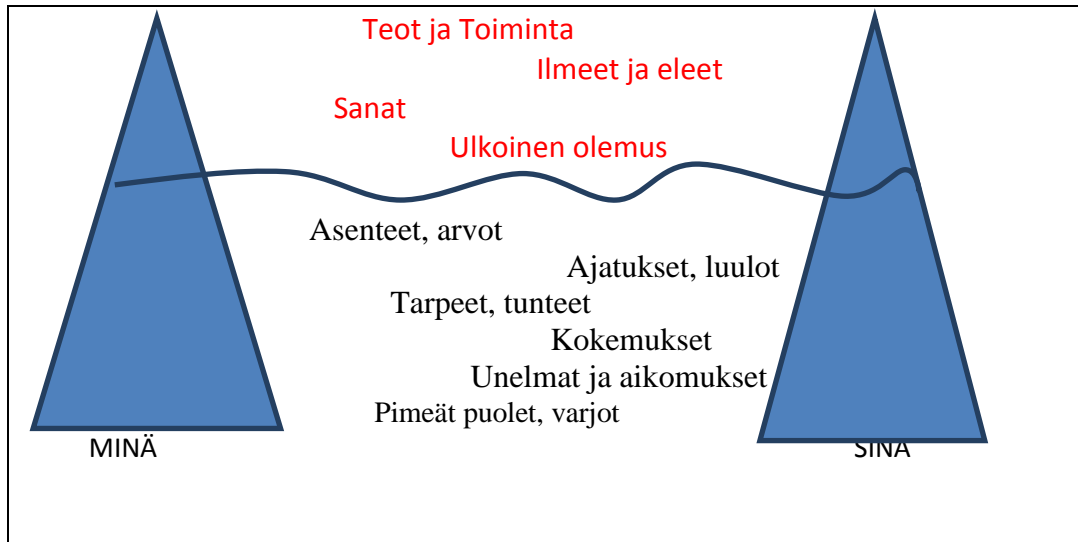 Teot ja Toiminta
Ilmeet ja eleet
Sanat
Ulkoinen olemus
Asenteet, arvot
Ajatukset, luulot
Tarpeet, tunteet
Kokemukset
Unelmat ja aikomukset
Pimeät puolet, varjot
MINÄ
SINÄ